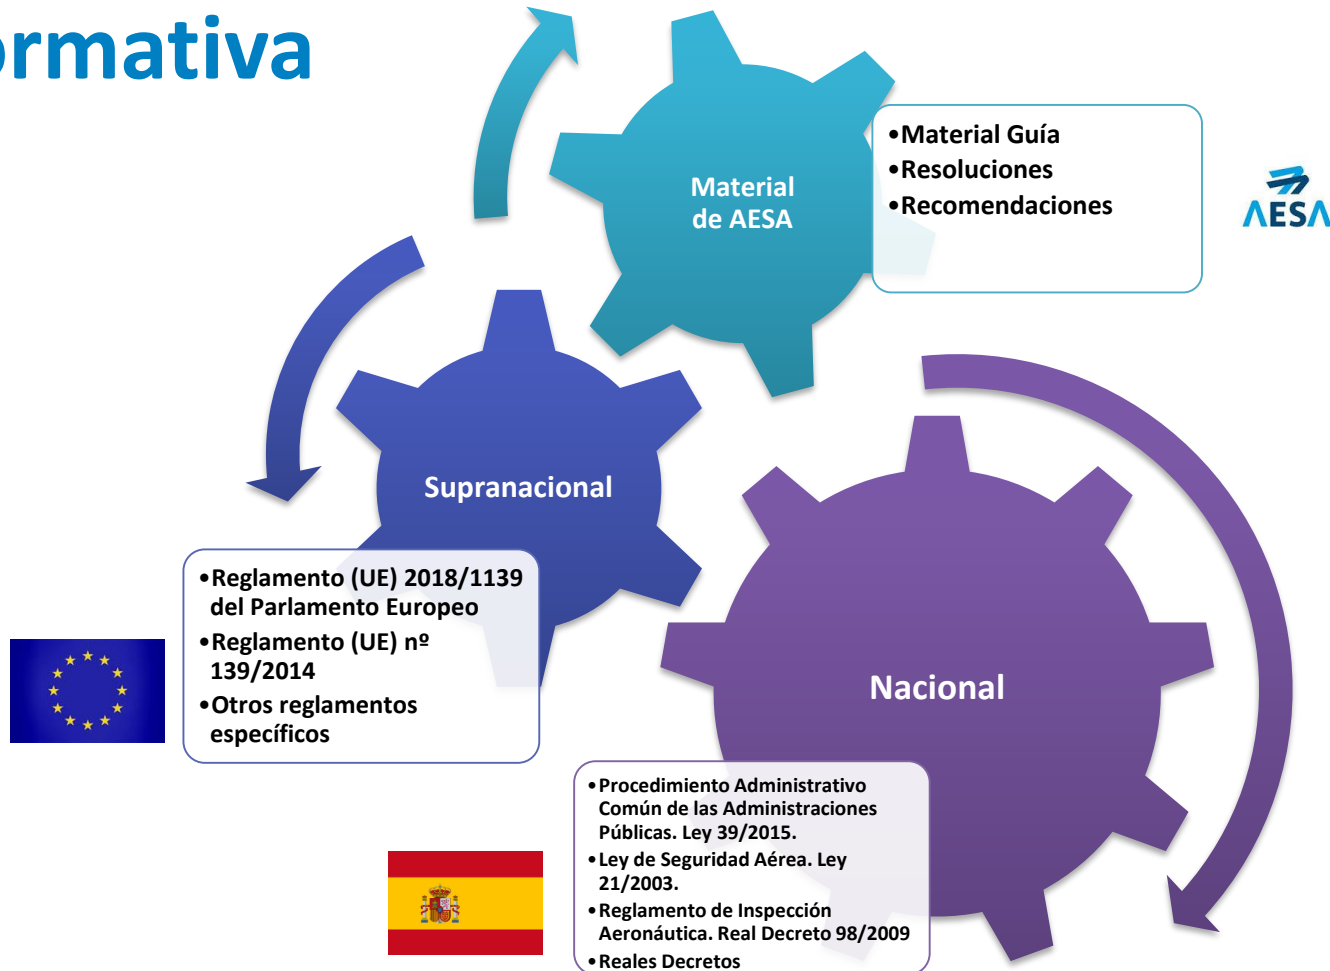 ormativa
Material
de AESA
•Material Guía
•Resoluciones
•Recomendaciones
AESA
Supranacional
•Reglamento (UE) 2018/1139
del Parlamento Europeo
•Reglamento (UE) nº
139/2014
•Otros reglamentos
específicos
Nacional
•Procedimiento Administrativo
Común de las Administraciones
Públicas. Ley 39/2015.
•Ley de Seguridad Aérea. Ley
21/2003.
•Reglamento de Inspección
Aeronáutica. Real Decreto 98/2009
•Reales Decretos